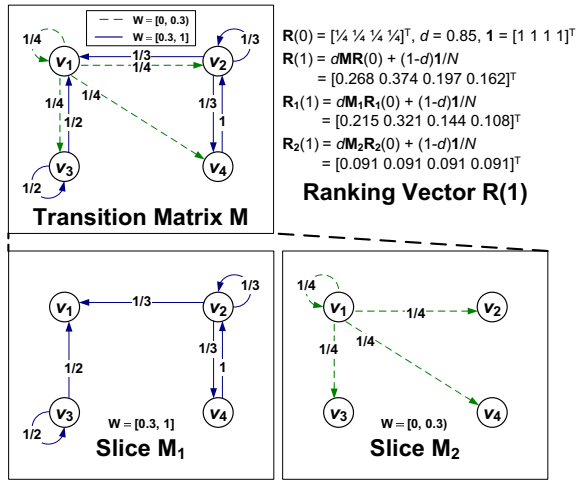 W = [0, 0.3)
W = [0.3, 1]
1/4
1/3
1/3
v1
1/4
v2
1/4
1/4
1/3
1/2
1
v3
v4
1/2
Transition Matrix M
R(0) = [¼ ¼ ¼ ¼]ᵀ, d = 0.85, 1 = [1 1 1 1]ᵀ
R(1) = dMR(0) + (1-d)1/N
= [0.268 0.374 0.197 0.162]ᵀ
R₁(1) = dM₁R₁(0) + (1-d)1/N
= [0.215 0.321 0.144 0.108]ᵀ
R₂(1) = dM₂R₂(0) + (1-d)1/N
= [0.091 0.091 0.091 0.091]ᵀ
Ranking Vector R(1)
v1
1/3
v2
1/3
1/3
1
1/2
v3
v4
1/2
W = [0.3, 1]
Slice M₁
1/4
v1
1/4
v2
1/4
1/4
v3
v4
W = [0, 0.3)
Slice M₂